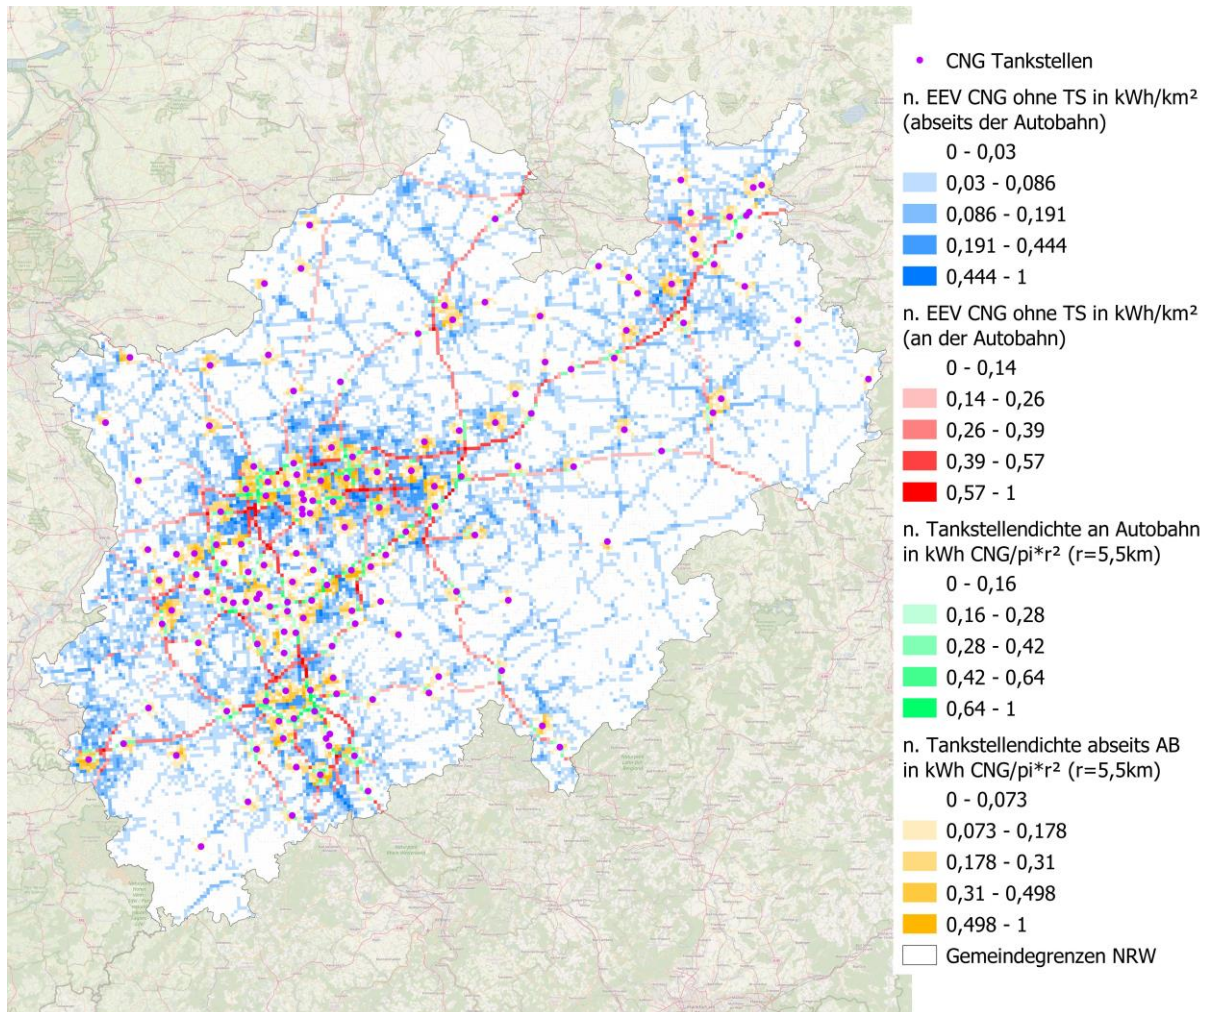 CNG Tankstellen
n. EEV CNG ohne TS in kWh/km²
(abseits der Autobahn)
0 - 0,03
0,03 - 0,086
0,086 - 0,191
0,191 - 0,444
0,444 - 1
n. EEV CNG ohne TS in kWh/km²
(an der Autobahn)
0 - 0,14
0,14 - 0,26
0,26 - 0,39
0,39 - 0,57
0,57 - 1
n. Tankstellendichte an Autobahn
in kWh CNG/pi*r² (r=5,5km)
0 - 0,16
0,16 - 0,28
0,28 - 0,42
0,42 - 0,64
0,64 - 1
n. Tankstellendichte abseits AB
in kWh CNG/pi*r² (r=5,5km)
0 - 0,073
0,073 - 0,178
0,178 - 0,31
0,31 - 0,498
0,498 - 1
Gemeindegrenzen NRW